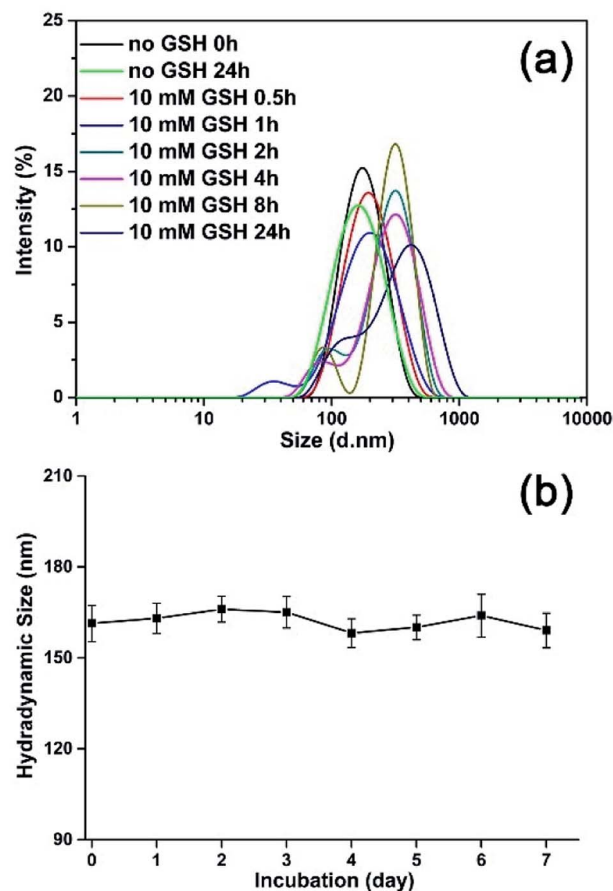 25
20
15
10
5
0
Intensity (%)
(a)
no GSH 0h
no GSH 24h
10 mM GSH 0.5h
10 mM GSH 1h
10 mM GSH 2h
10 mM GSH 4h
10 mM GSH 8h
10 mM GSH 24h
1 10 100 1000 10000
Size (d.nm)
(b)
210
180
150
120
90
Hydradynamic Size (nm)
0 1 2 3 4 5 6 7
Incubation (day)